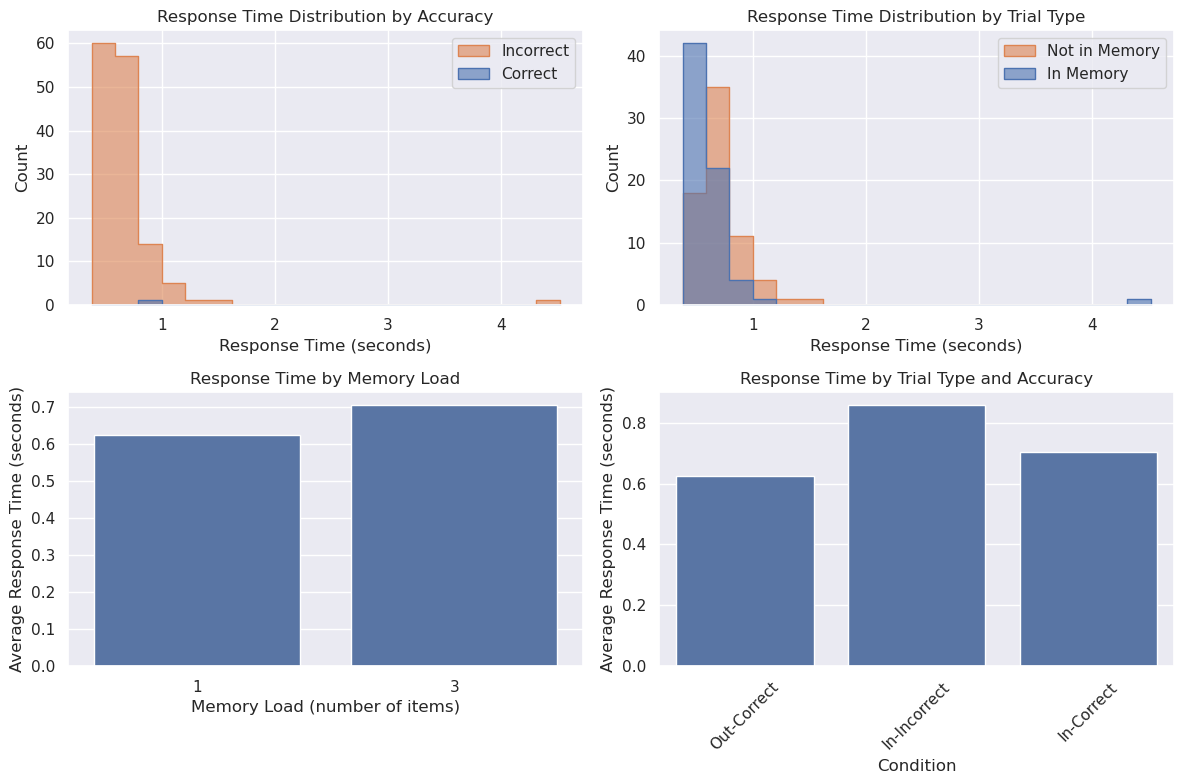 Response Time Distribution by Accuracy
60
50
40
30
20
10
0
Count
Incorrect
Correct
1
2
3
4
Response Time (seconds)
Response Time Distribution by Trial Type
40
30
20
10
0
Count
Not in Memory
In Memory
1
2
3
4
Response Time (seconds)
Response Time by Memory Load
0.7
0.6
0.5
0.4
0.3
0.2
0.1
0.0
Average Response Time (seconds)
1
3
Memory Load (number of items)
Response Time by Trial Type and Accuracy
0.8
0.6
0.4
0.2
0.0
Average Response Time (seconds)
Out-Correct
In-Incorrect
In-Correct
Condition